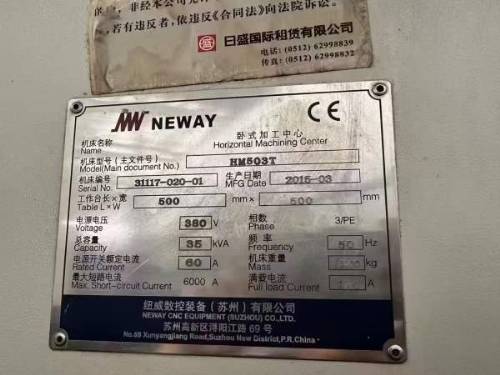 的，非经本公司
，若有违反，依违反《合同法》向法院诉讼。
日盛国际租赁有限公司
电话：(0512) 62998839
传真：(0512) 62998832
NEWAY
CE
机床名称
Name
卧式加工中心
Horizontal Machining Center
机床型号 (主文件号)
Model(Main document No.)
HM503T
机床编号
Serial No.
31117-020-01
生产日期
MFG Date
2015-03
工作台长×宽
Table L×W
500 mm× 500 mm
电源电压
Voltage
380 V
相数
Phase
3/PE
总容量
Capacity
35 kVA
频率
Frequency
50 Hz
电源开关额定电流
Rated Current
60 A
机床重量
Mass
kg
最大短路电流
Max. Short-circuit Current
6000 A
满载电流
Full load Current
纽威数控装备（苏州）有限公司
NEWAY CNC EQUIPMENT (SUZHOU) CO.,LTD.
苏州高新区浔阳江路 69 号
No.69 Xunyangjiang Road,Suzhou New District,P.R.China